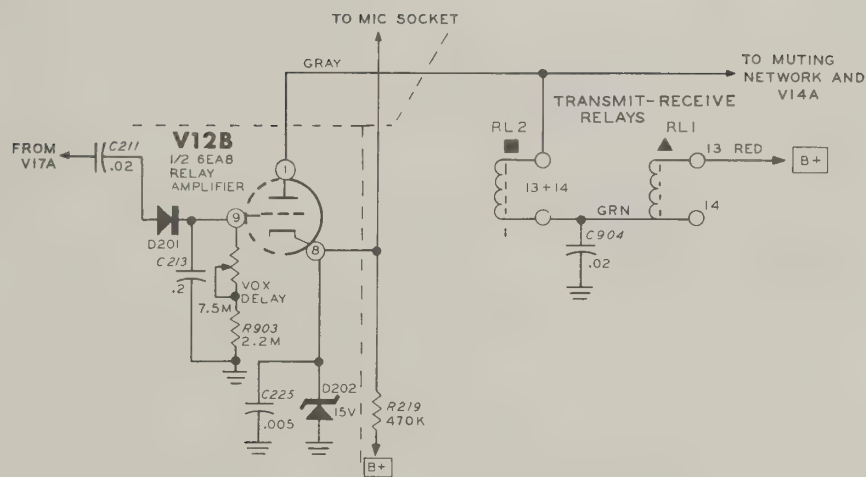 TO MIC SOCKET
GRAY
TO MUTING
NETWORK AND
V14A
TRANSMIT-RECEIVE
RELAYS
RL2
RL1
13 RED
B+
13+14
GRN
14
C904
.02
FROM
V17A
C211
.02
V12B
1/2 6EA8
RELAY
AMPLIFIER
1
9
8
D201
C213
.2
VOX
DELAY
7.5M
R903
2.2M
C225
.005
D202
15V
R219
470K
B+